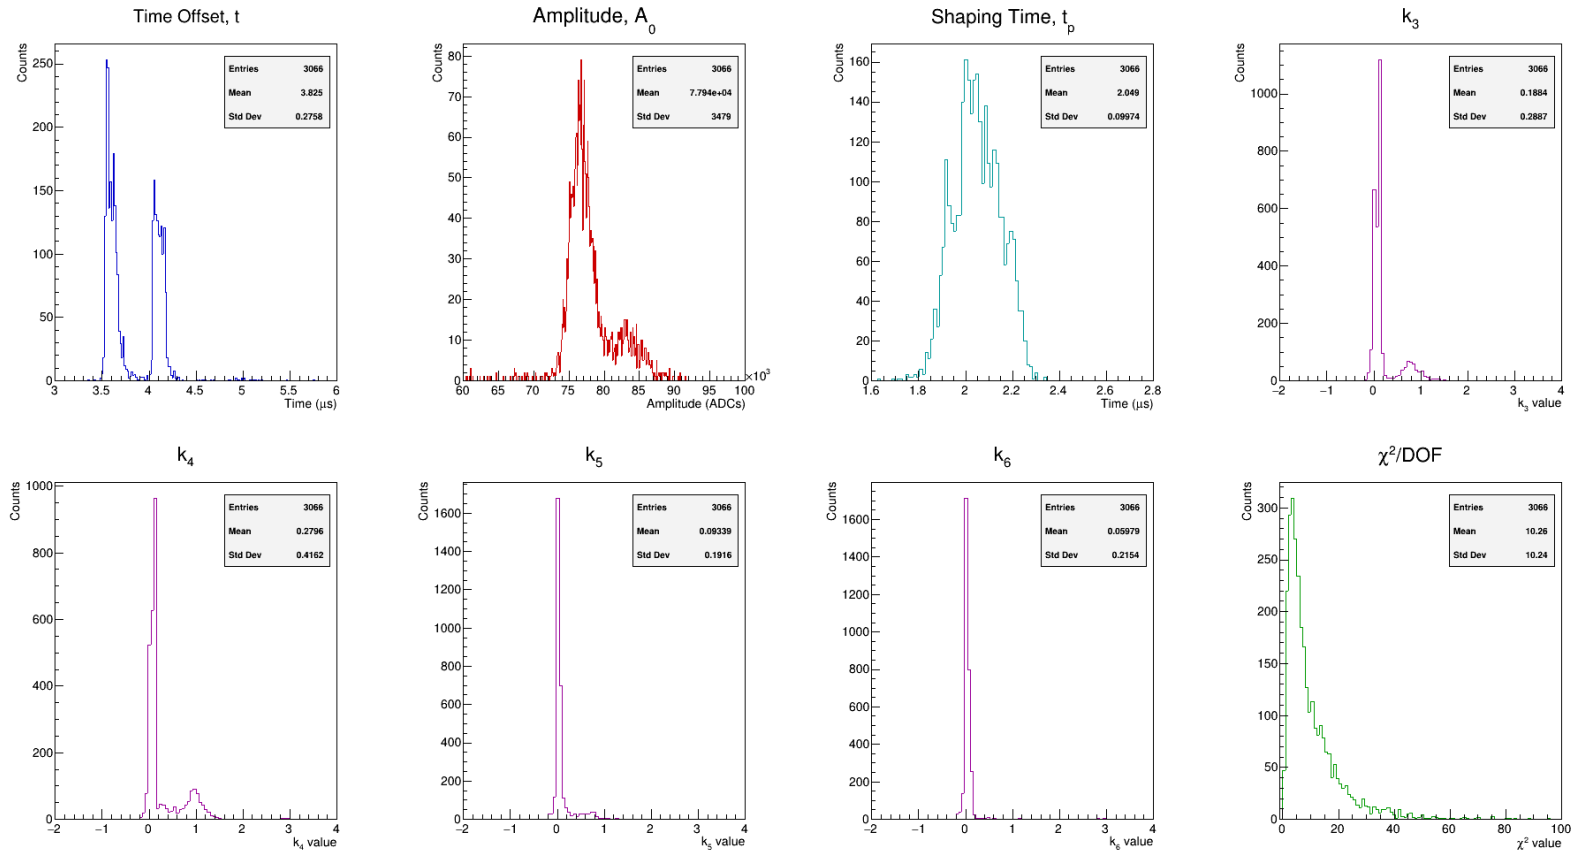 Time Offset, t
Counts
250
200
150
100
50
0
Entries 3066
Mean 3.825
Std Dev 0.2758
3 3.5 4 4.5 5 5.5 6
Time (μs)
Amplitude, A0
Counts
80
70
60
50
40
30
20
10
0
Entries 3066
Mean 7.794e+04
Std Dev 3479
60 65 70 75 80 85 90 95 100
×10³
Amplitude (ADCs)
Shaping Time, tp
Counts
160
140
120
100
80
60
40
20
0
Entries 3066
Mean 2.049
Std Dev 0.09974
1.6 1.8 2 2.2 2.4 2.6 2.8
Time (μs)
k3
Counts
1000
800
600
400
200
0
Entries 3066
Mean 0.1884
Std Dev 0.2887
−2 −1 0 1 2 3 4
k3 value
k4
Counts
1000
800
600
400
200
0
Entries 3066
Mean 0.2796
Std Dev 0.4162
−2 −1 0 1 2 3 4
k4 value
k5
Counts
1600
1400
1200
1000
800
600
400
200
0
Entries 3066
Mean 0.09339
Std Dev 0.1916
−2 −1 0 1 2 3 4
k5 value
k6
Counts
1600
1400
1200
1000
800
600
400
200
0
Entries 3066
Mean 0.05979
Std Dev 0.2154
−2 −1 0 1 2 3 4
k6 value
χ²/DOF
Counts
300
250
200
150
100
50
0
Entries 3066
Mean 10.26
Std Dev 10.24
0 20 40 60 80 100
χ² value